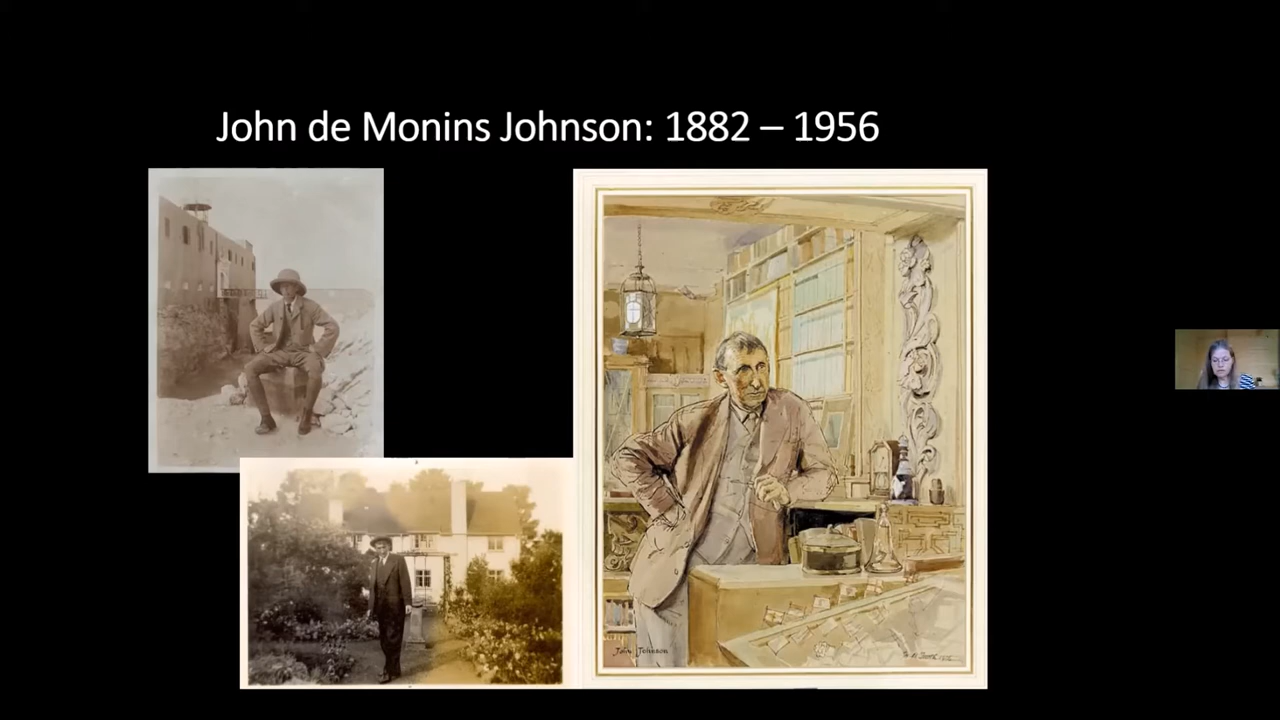 John de Monins Johnson: 1882 – 1956
John Johnson